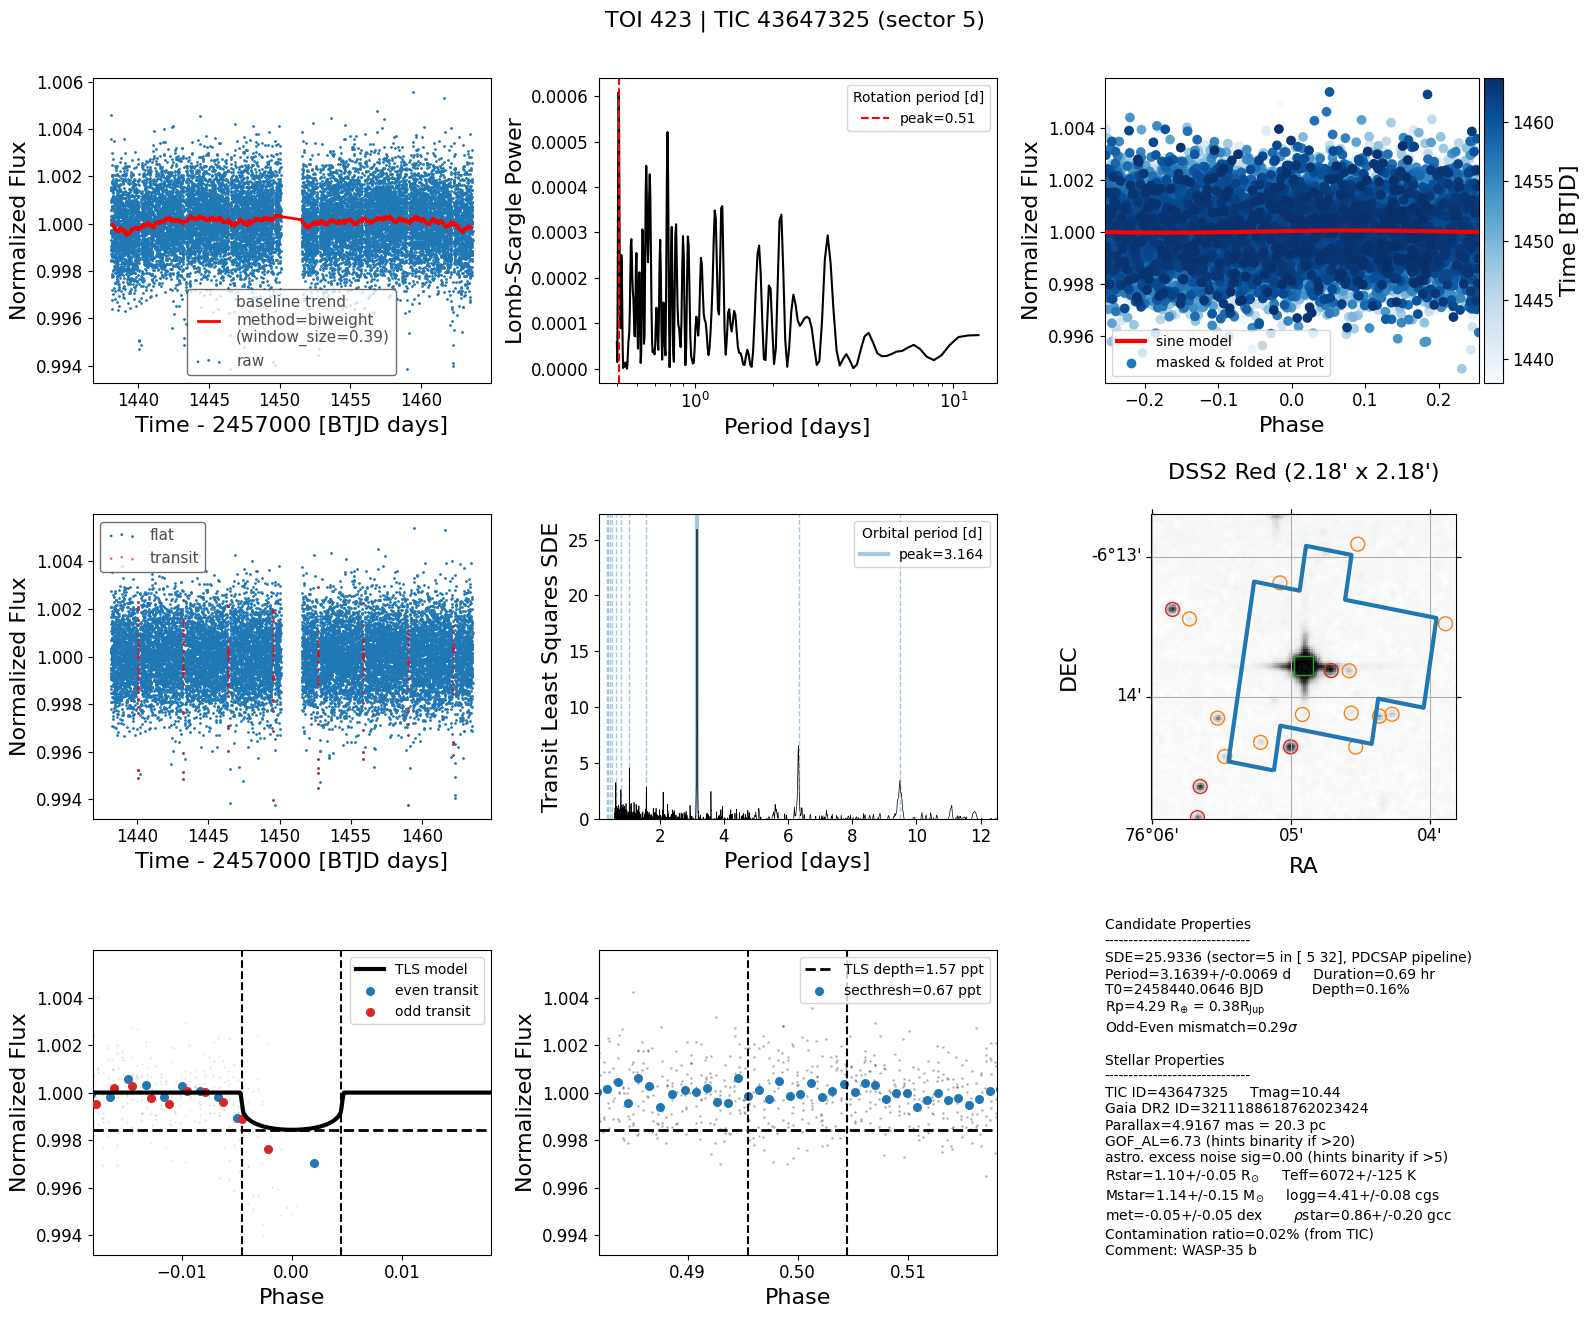 TOI 423 | TIC 43647325 (sector 5)
Normalized Flux
1.006
1.004
1.002
1.000
0.998
0.996
0.994
baseline trend
method=biweight
(window_size=0.39)
raw
1440
1445
1450
1455
1460
Time - 2457000 [BTJD days]
Lomb-Scargle Power
0.0006
0.0005
0.0004
0.0003
0.0002
0.0001
0.0000
Rotation period [d]
peak=0.51
10^0
10^1
Period [days]
Normalized Flux
1.004
1.002
1.000
0.998
0.996
sine model
masked & folded at Prot
−0.2
−0.1
0.0
0.1
0.2
Phase
1460
1455
1450
1445
1440
Time [BTJD]
Normalized Flux
1.004
1.002
1.000
0.998
0.996
0.994
flat
transit
1440
1445
1450
1455
1460
Time - 2457000 [BTJD days]
Transit Least Squares SDE
25
20
15
10
5
0
Orbital period [d]
peak=3.164
2
4
6
8
10
12
Period [days]
DSS2 Red (2.18' x 2.18')
DEC
-6°13'
14'
76°06'
05'
04'
RA
Normalized Flux
1.004
1.002
1.000
0.998
0.996
0.994
TLS model
even transit
odd transit
−0.01
0.00
0.01
Phase
Normalized Flux
1.004
1.002
1.000
0.998
0.996
0.994
TLS depth=1.57 ppt
secthresh=0.67 ppt
0.49
0.50
0.51
Phase
Candidate Properties
------------------------------
SDE=25.9336 (sector=5 in [ 5 32], PDCSAP pipeline)
Period=3.1639+/-0.0069 d     Duration=0.69 hr
T0=2458440.0646 BJD     Depth=0.16%
Rp=4.29 R⊕ = 0.38RJup
Odd-Even mismatch=0.29σ
Stellar Properties
------------------------------
TIC ID=43647325     Tmag=10.44
Gaia DR2 ID=3211188618762023424
Parallax=4.9167 mas = 20.3 pc
GOF_AL=6.73 (hints binarity if >20)
astro. excess noise sig=0.00 (hints binarity if >5)
Rstar=1.10+/-0.05 R⊙     Teff=6072+/-125 K
Mstar=1.14+/-0.15 M⊙     logg=4.41+/-0.08 cgs
met=-0.05+/-0.05 dex     ρstar=0.86+/-0.20 gcc
Contamination ratio=0.02% (from TIC)
Comment: WASP-35 b